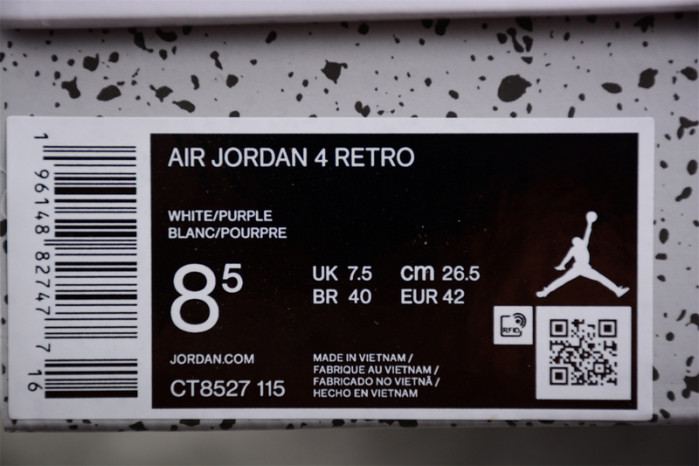 1 96148 82747 7 16
AIR JORDAN 4 RETRO
WHITE/PURPLE
BLANC/POURPRE
8⁵
UK 7.5 cm 26.5
BR 40 EUR 42
RFID
JORDAN.COM
CT8527 115
MADE IN VIETNAM /
FABRIQUE AU VIETNAM /
FABRICADO NO VIETNÃ /
HECHO EN VIETNAM